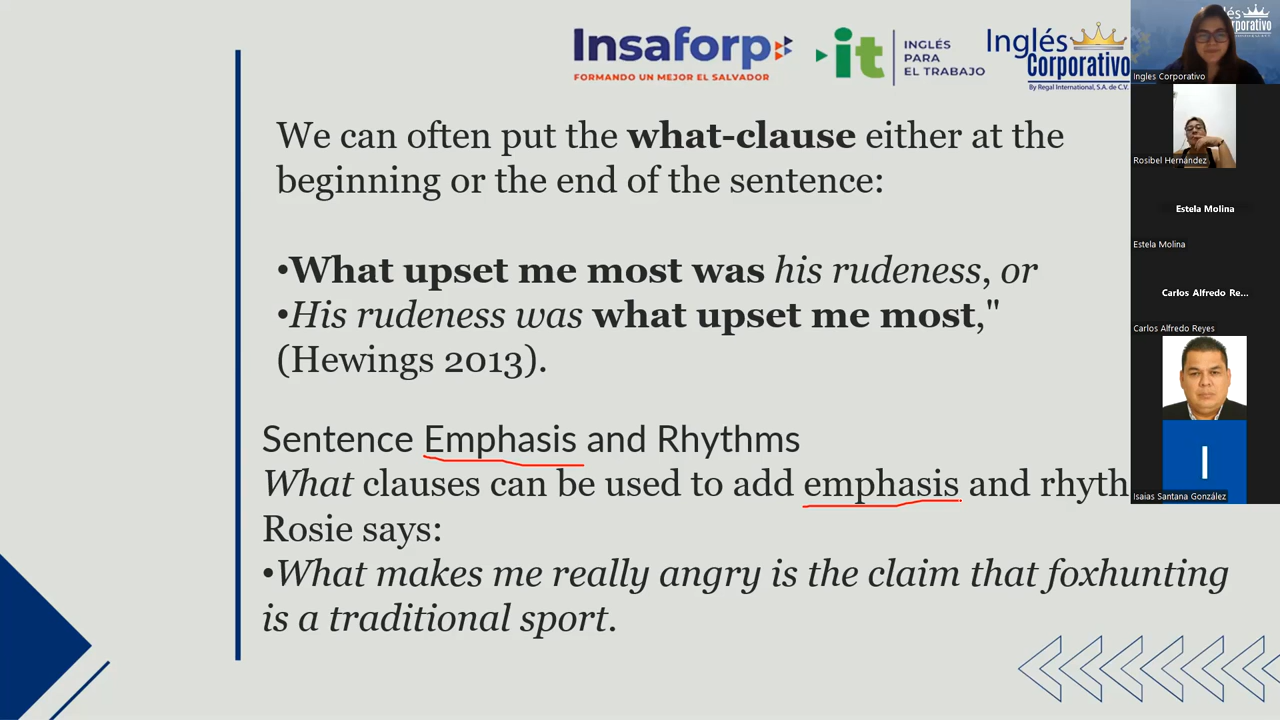 Insaforp
FORMANDO UN MEJOR EL SALVADOR
it
INGLÉS
PARA
EL TRABAJO
Inglés
Corporativo
By Regal International, S.A. de C.V.
We can often put the what-clause either at the
beginning or the end of the sentence:
•What upset me most was his rudeness, or
•His rudeness was what upset me most,"
(Hewings 2013).
Sentence Emphasis and Rhythms
What clauses can be used to add emphasis and rhyth
Rosie says:
•What makes me really angry is the claim that foxhunting
is a traditional sport.
Ingles Corporativo
Rosibel Hernández
Estela Molina
Estela Molina
Carlos Alfredo Re...
Carlos Alfredo Reyes
I
Isaias Santana González